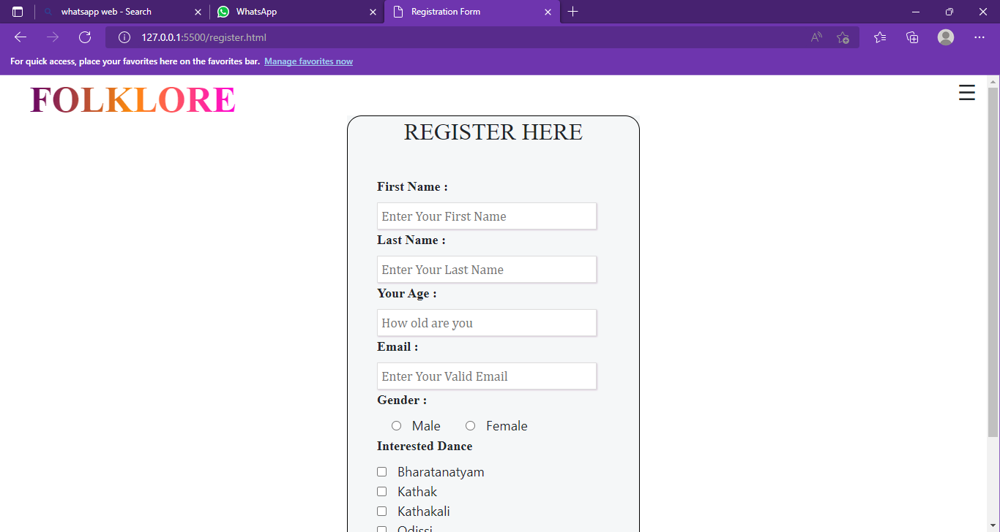 whatsapp web - Search
WhatsApp
Registration Form
127.0.0.1:5500/register.html
For quick access, place your favorites here on the favorites bar. Manage favorites now
FOLKLORE
REGISTER HERE
First Name :
Enter Your First Name
Last Name :
Enter Your Last Name
Your Age :
How old are you
Email :
Enter Your Valid Email
Gender :
Male Female
Interested Dance
Bharatanatyam
Kathak
Kathakali
Odissi